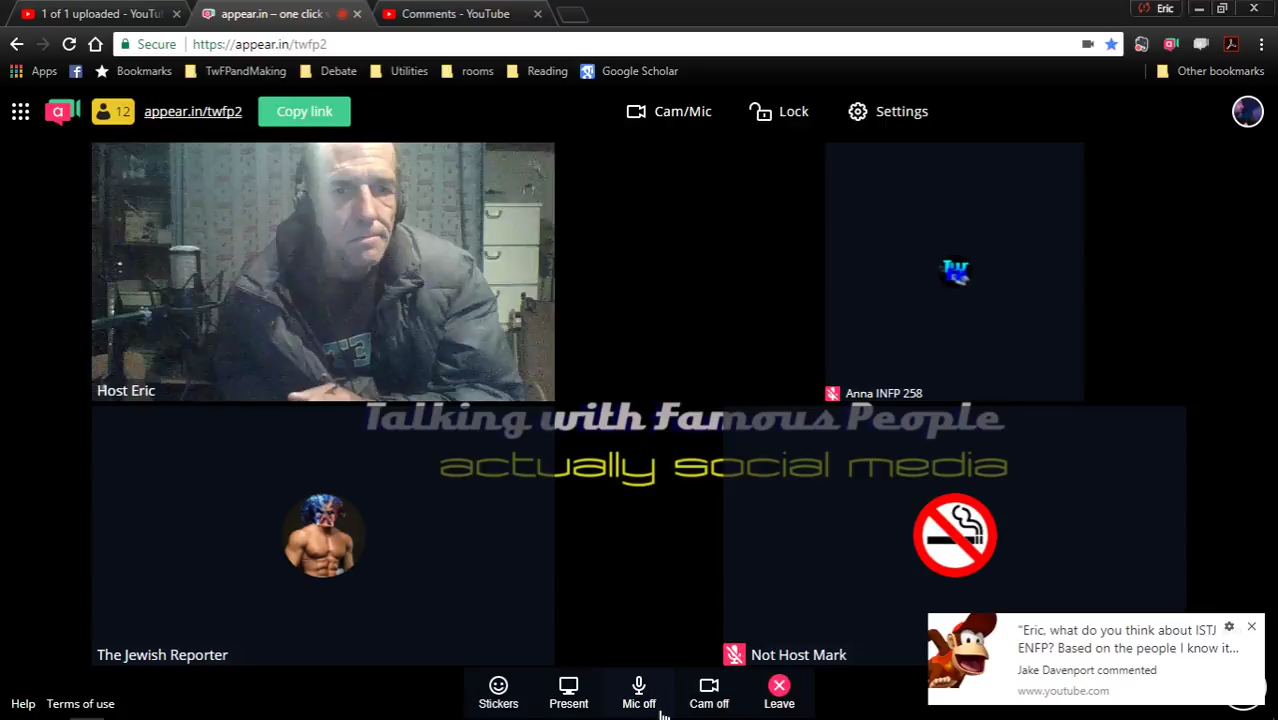 1 of 1 uploaded - YouTu
appear.in – one click v
Comments - YouTube
Eric
Secure
https://appear.in/twfp2
Apps
Bookmarks
TwFPandMaking
Debate
Utilities
rooms
Reading
Google Scholar
Other bookmarks
12
appear.in/twfp2
Copy link
Cam/Mic
Lock
Settings
Host Eric
Anna INFP 258
Talking with Famous People
actually social media
The Jewish Reporter
Not Host Mark
"Eric, what do you think about ISTJ
ENFP? Based on the people I know it...
Jake Davenport commented
www.youtube.com
Help
Terms of use
Stickers
Present
Mic off
Cam off
Leave